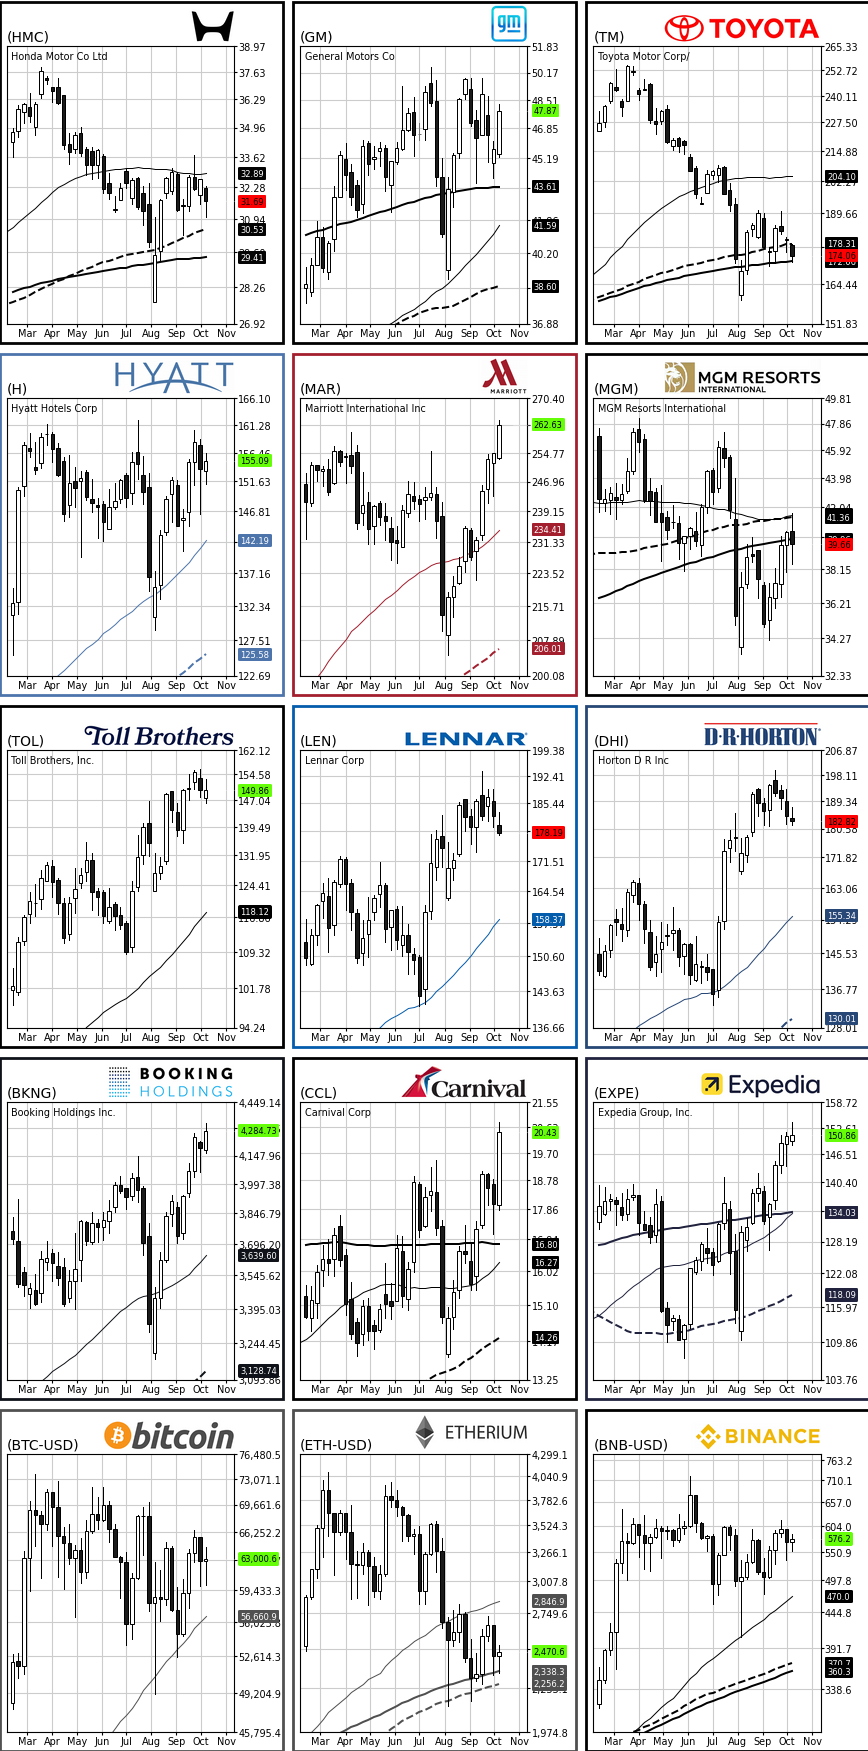 (HMC)
Honda Motor Co Ltd
38.97
37.63
36.29
34.96
33.62
32.89
32.28
31.69
30.94
30.53
29.41
28.26
26.92
Mar Apr May Jun Jul Aug Sep Oct Nov
(GM)
gm
General Motors Co
51.83
50.17
48.51
47.87
46.85
45.19
43.61
41.59
40.20
38.60
36.88
Mar Apr May Jun Jul Aug Sep Oct Nov
(TM)
TOYOTA
Toyota Motor Corp/
265.33
252.72
240.11
227.50
214.88
204.10
189.66
178.31
174.06
164.44
151.83
Mar Apr May Jun Jul Aug Sep Oct Nov
(H)
HYATT
Hyatt Hotels Corp
166.10
161.28
155.09
151.63
146.81
142.19
137.16
132.34
127.51
125.58
122.69
Mar Apr May Jun Jul Aug Sep Oct Nov
(MAR)
MARRIOTT
Marriott International Inc
270.40
262.63
254.77
246.96
239.15
234.41
231.33
223.52
215.71
207.89
206.01
200.08
Mar Apr May Jun Jul Aug Sep Oct Nov
(MGM)
MGM RESORTS
INTERNATIONAL
MGM Resorts International
49.81
47.86
45.92
43.98
41.36
39.66
38.15
36.21
34.27
32.33
Mar Apr May Jun Jul Aug Sep Oct Nov
(TOL)
Toll Brothers
Toll Brothers, Inc.
162.12
154.58
149.86
147.04
139.49
131.95
124.41
118.12
109.32
101.78
94.24
Mar Apr May Jun Jul Aug Sep Oct Nov
(LEN)
LENNAR
Lennar Corp
199.38
192.41
185.44
178.19
171.51
164.54
158.37
150.60
143.63
136.66
Mar Apr May Jun Jul Aug Sep Oct Nov
(DHI)
D·R·HORTON
Horton D R Inc
206.87
198.11
189.34
182.82
180.58
171.82
163.06
155.34
145.53
136.77
130.01
128.01
Mar Apr May Jun Jul Aug Sep Oct Nov
(BKNG)
BOOKING
HOLDINGS
Booking Holdings Inc.
4,449.14
4,284.73
4,147.96
3,997.38
3,846.79
3,696.20
3,639.60
3,545.62
3,395.03
3,244.45
3,128.74
3,093.86
Mar Apr May Jun Jul Aug Sep Oct Nov
(CCL)
Carnival
Carnival Corp
21.55
20.43
19.70
18.78
17.86
16.80
16.27
16.02
15.10
14.26
13.25
Mar Apr May Jun Jul Aug Sep Oct Nov
(EXPE)
Expedia
Expedia Group, Inc.
158.72
150.86
146.51
140.40
134.03
128.19
122.08
118.09
115.97
109.86
103.76
Mar Apr May Jun Jul Aug Sep Oct Nov
(BTC-USD)
bitcoin
76,480.5
73,071.1
69,661.6
66,252.2
63,000.6
59,433.3
56,660.9
52,614.3
49,204.9
45,795.4
Mar Apr May Jun Jul Aug Sep Oct Nov
(ETH-USD)
ETHERIUM
4,299.1
4,040.9
3,782.6
3,524.3
3,266.1
3,007.8
2,846.9
2,749.6
2,470.6
2,338.3
2,256.2
1,974.8
Mar Apr May Jun Jul Aug Sep Oct Nov
(BNB-USD)
BINANCE
763.2
710.1
657.0
604.0
576.2
550.9
497.8
470.0
444.8
391.7
370.7
360.3
338.6
Mar Apr May Jun Jul Aug Sep Oct Nov